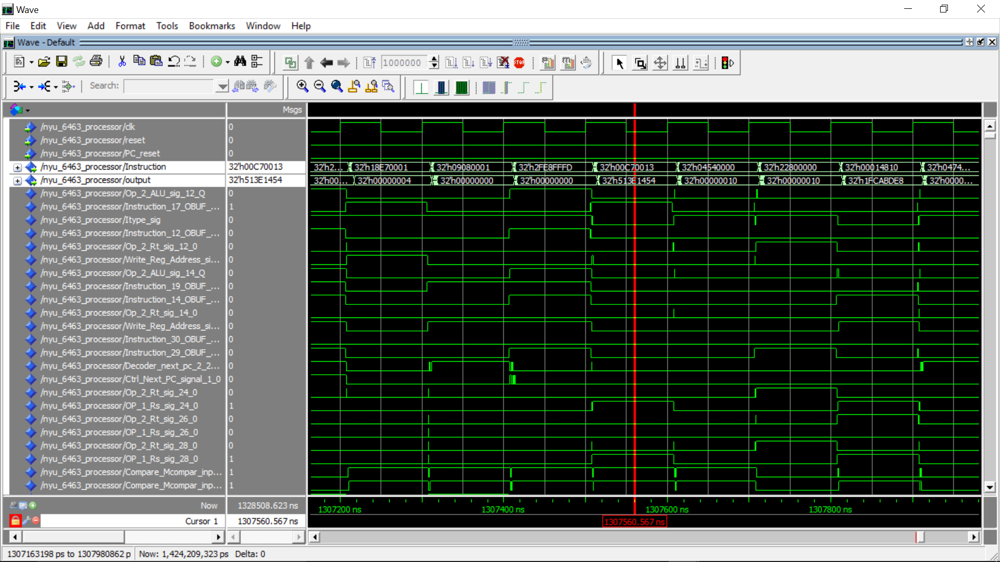 Wave
File Edit View Add Format Tools Bookmarks Window Help
Wave - Default
1000000
STOP
Search:
Msgs
/nyu_6463_processor/clk 0
/nyu_6463_processor/reset 0
/nyu_6463_processor/PC_reset 0
/nyu_6463_processor/Instruction 32'h00C70013 32'h2... 32'h18E70001 32'h09080001 32'h2FE8FFFD 32'h00C70013 32'h04540000 32'h22800000 32'h00014810 32'h0474...
/nyu_6463_processor/output 32'h513E1454 32'h00... 32'h00000004 32'h00000000 32'h00000000 32'h513E1454 32'h00000010 32'h00000010 32'h1FCABDE8 32'h0000...
/nyu_6463_processor/Op_2_ALU_sig_12_Q 0
/nyu_6463_processor/Instruction_17_OBUF_... 1
/nyu_6463_processor/Itype_sig 0
/nyu_6463_processor/Instruction_12_OBUF_... 0
/nyu_6463_processor/Op_2_Rt_sig_12_0 0
/nyu_6463_processor/Write_Reg_Address_si... 0
/nyu_6463_processor/Op_2_ALU_sig_14_Q 0
/nyu_6463_processor/Instruction_19_OBUF_... 0
/nyu_6463_processor/Instruction_14_OBUF_... 0
/nyu_6463_processor/Op_2_Rt_sig_14_0 0
/nyu_6463_processor/Write_Reg_Address_si... 0
/nyu_6463_processor/Instruction_30_OBUF_... 0
/nyu_6463_processor/Instruction_29_OBUF_... 0
/nyu_6463_processor/Decoder_next_pc_2_2... 0
/nyu_6463_processor/Ctrl_Next_PC_signal_1_0 0
/nyu_6463_processor/Op_2_Rt_sig_24_0 0
/nyu_6463_processor/OP_1_Rs_sig_24_0 1
/nyu_6463_processor/Op_2_Rt_sig_26_0 0
/nyu_6463_processor/OP_1_Rs_sig_26_0 0
/nyu_6463_processor/Op_2_Rt_sig_28_0 0
/nyu_6463_processor/OP_1_Rs_sig_28_0 1
/nyu_6463_processor/Compare_Mcompar_inp... 1
/nyu_6463_processor/Compare_Mcompar_inp... 1
Now 1328508.623 ns 1307200 ns 1307400 ns 1307600 ns 1307800 ns
Cursor 1 1307560.567 ns 1307560.567 ns
1307163198 ps to 1307980862 p Now: 1,424,209,323 ps Delta: 0